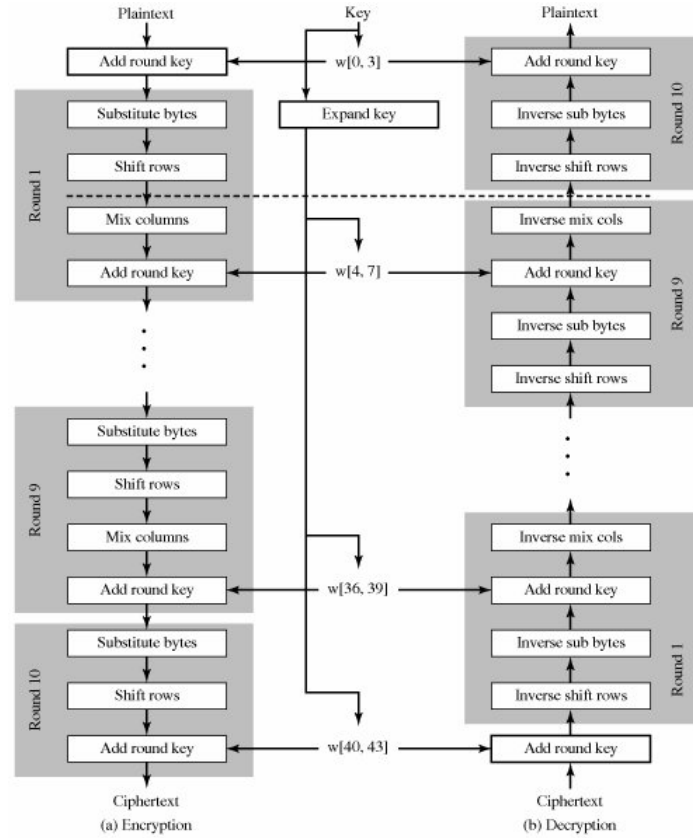 Plaintext
Key
Plaintext
Add round key
w[0, 3]
Add round key
Substitute bytes
Expand key
Inverse sub bytes
Round 10
Shift rows
Inverse shift rows
Round 1
Mix columns
Inverse mix cols
Add round key
w[4, 7]
Add round key
Round 9
Inverse sub bytes
Inverse shift rows
Substitute bytes
Round 9
Shift rows
Mix columns
Inverse mix cols
Add round key
w[36, 39]
Add round key
Substitute bytes
Inverse sub bytes
Round 1
Round 10
Shift rows
Inverse shift rows
Add round key
w[40, 43]
Add round key
Ciphertext
Ciphertext
(a) Encryption
(b) Decryption